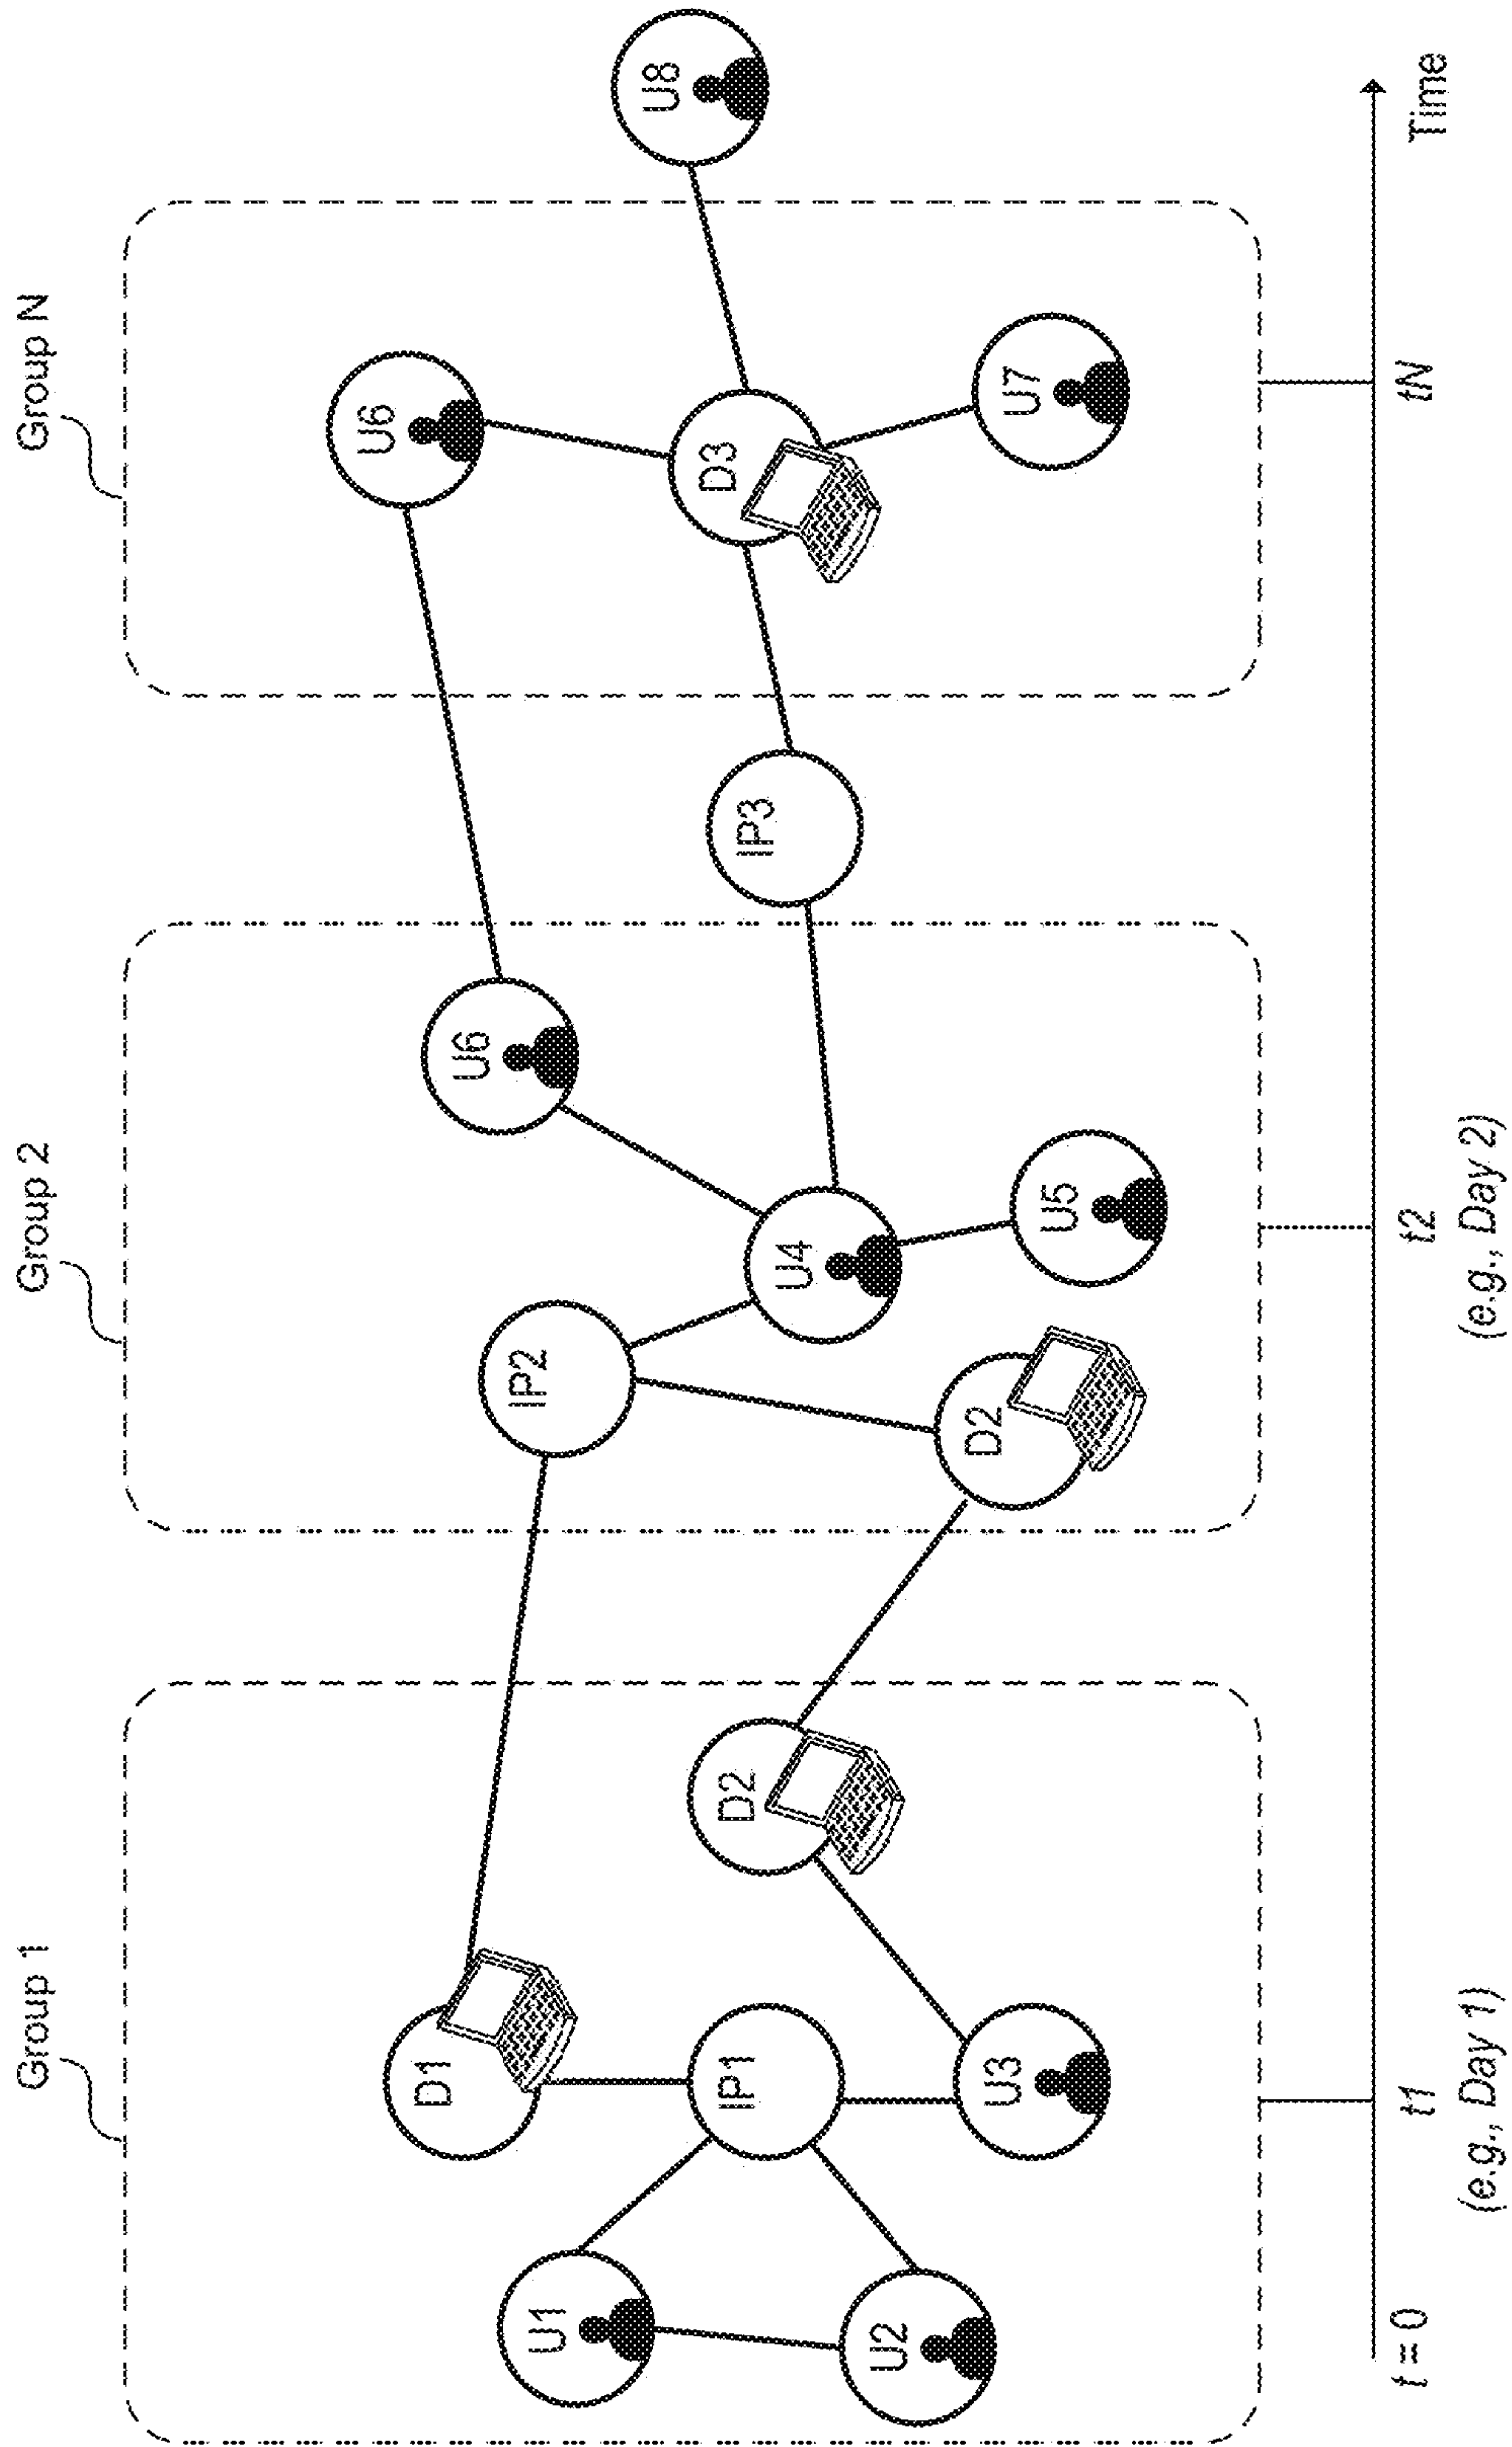 Group 1
Group 2
Group N
D1
U1
IP1
U2
U3
D2
IP2
D2
U4
U6
U5
IP3
U6
D3
U7
U8
t = 0
t1
(e.g., Day 1)
t2
(e.g., Day 2)
tN
Time